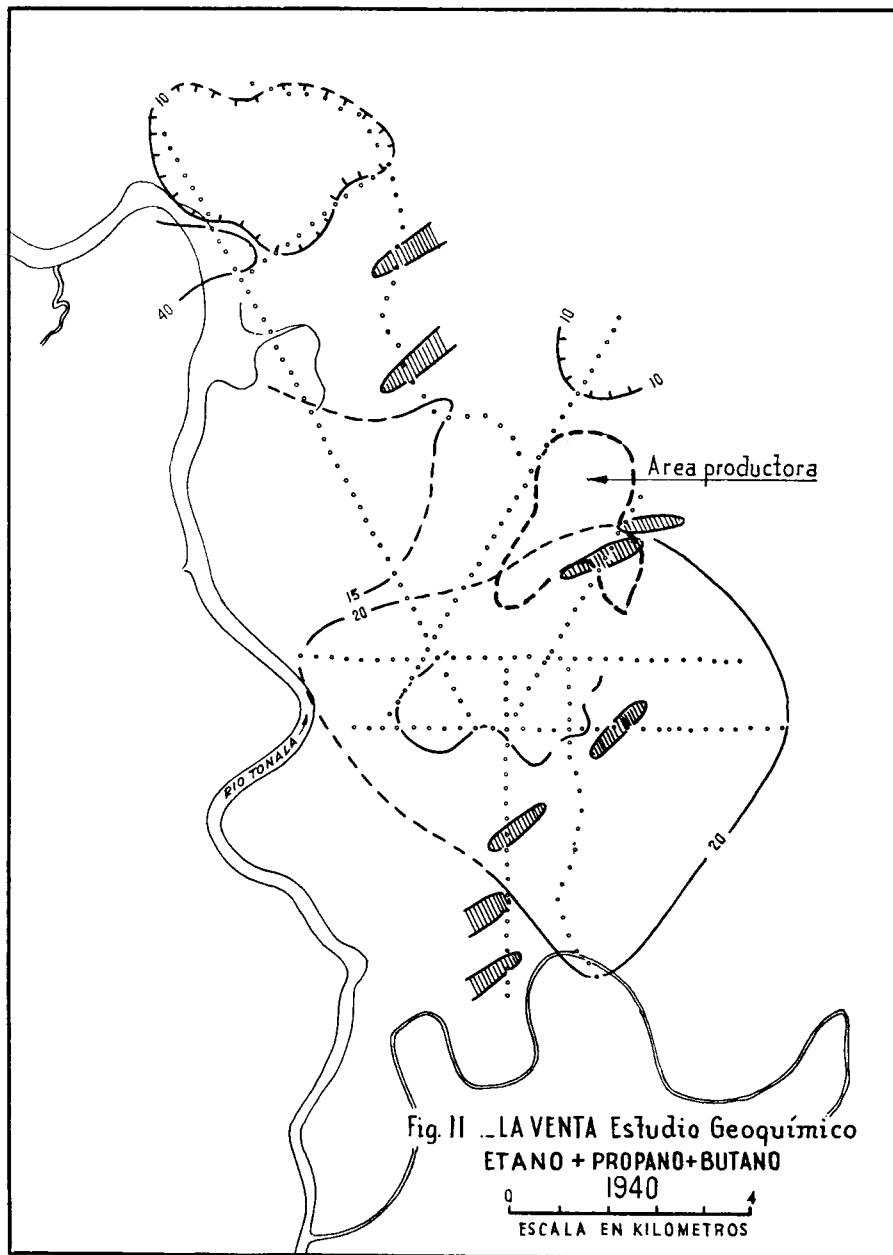 10
40
10
10
Area productora
15
20
RIO TONALA
20
Fig. 11 _LA VENTA Estudio Geoquímico
ETANO + PROPANO+BUTANO
1940
0 4
ESCALA EN KILOMETROS